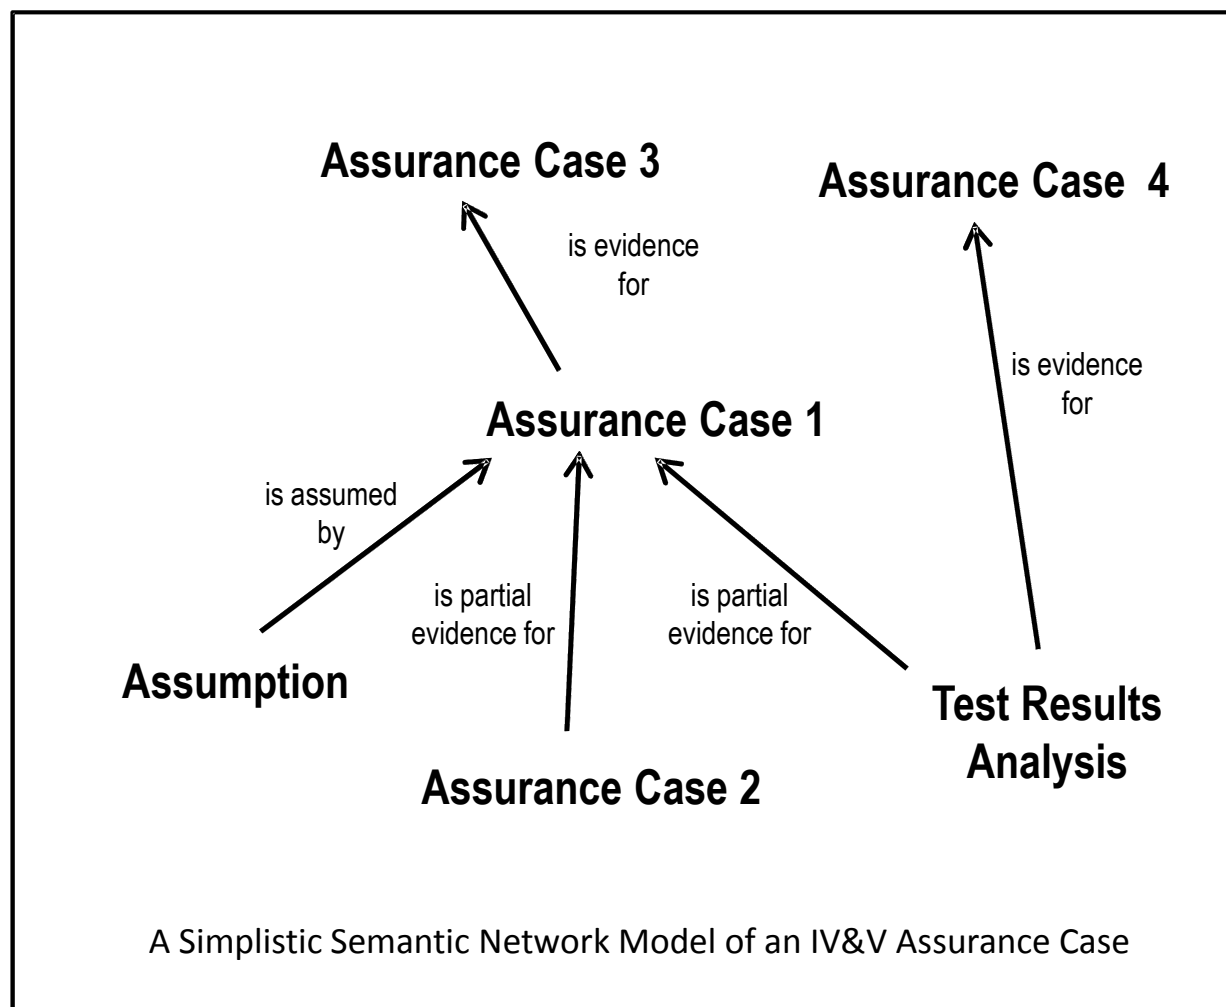 Assurance Case 3
Assurance Case 4
is evidence
for
is evidence
for
Assurance Case 1
is assumed
by
is partial
evidence for
is partial
evidence for
Assumption
Test Results
Analysis
Assurance Case 2
A Simplistic Semantic Network Model of an IV&V Assurance Case